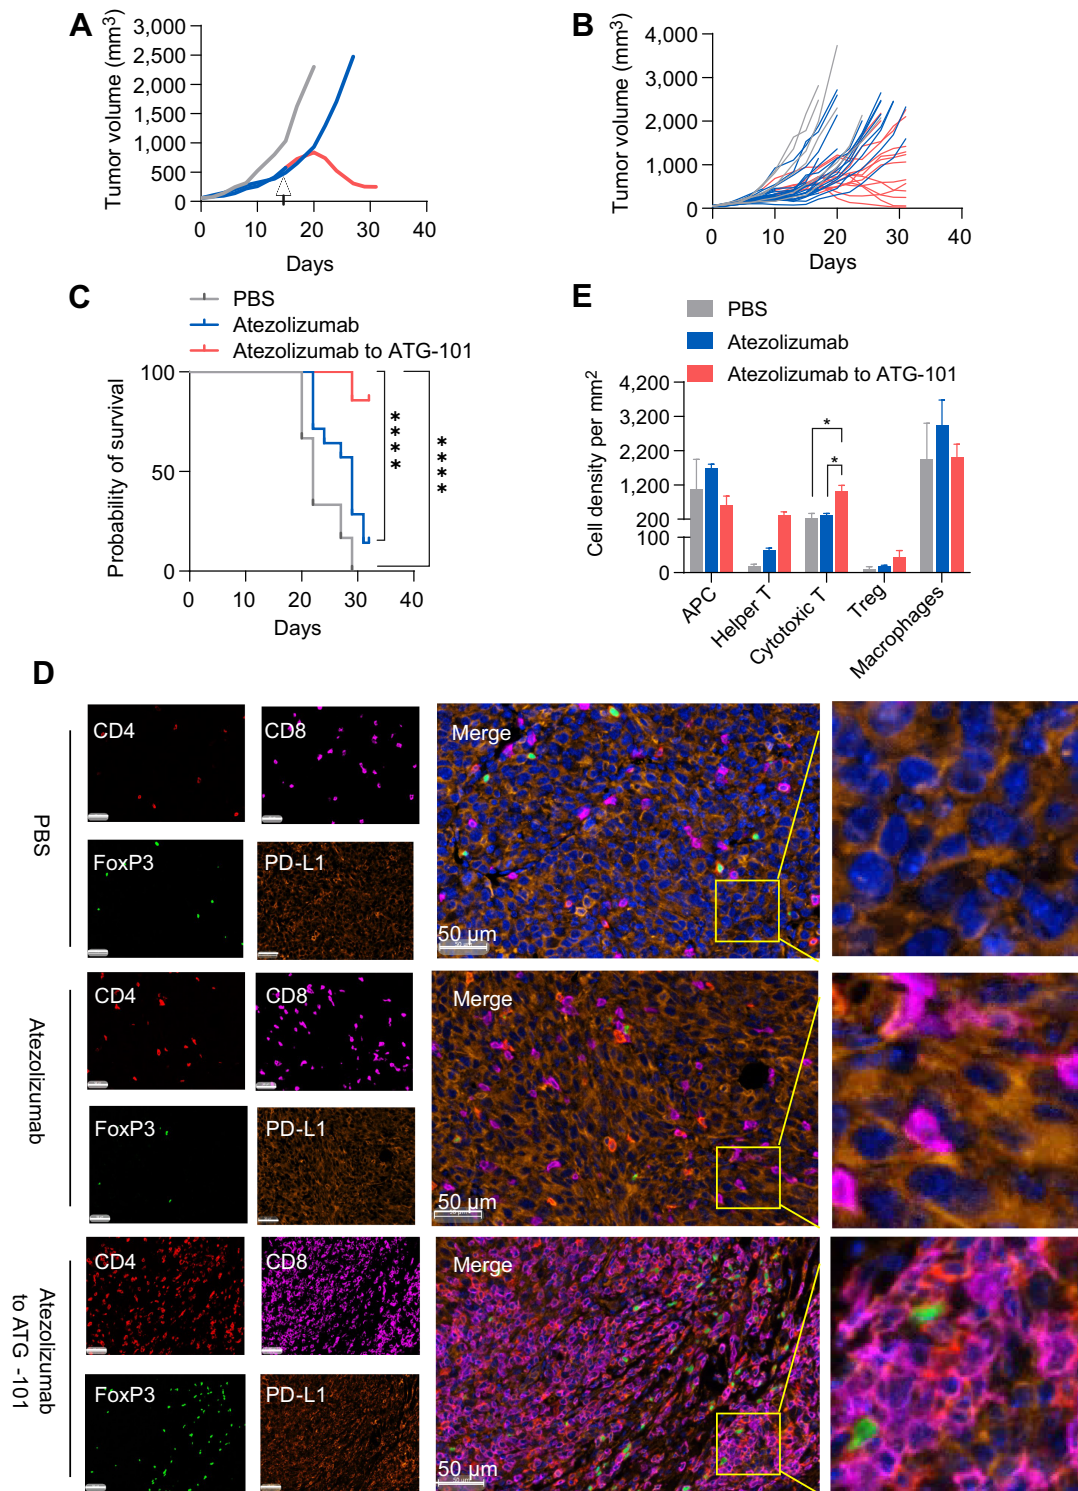 A
Tumor volume (mm3)
3,000
2,500
2,000
1,500
1,000
500
0
0 10 20 30 40
Days
B
Tumor volume (mm3)
4,000
3,000
2,000
1,000
0
0 10 20 30 40
Days
C
PBS
Atezolizumab
Atezolizumab to ATG-101
Probability of survival
100
50
0
0 10 20 30 40
Days
****
****
E
PBS
Atezolizumab
Atezolizumab to ATG-101
Cell density per mm2
4,200
3,200
2,200
1,200
200
100
0
*
*
APC
Helper T
Cytotoxic T
Treg
Macrophages
D
PBS
CD4
CD8
Merge
FoxP3
PD-L1
50 µm
Atezolizumab
CD4
CD8
Merge
FoxP3
PD-L1
50 µm
Atezolizumab
to ATG -101
CD4
CD8
Merge
FoxP3
PD-L1
50 µm